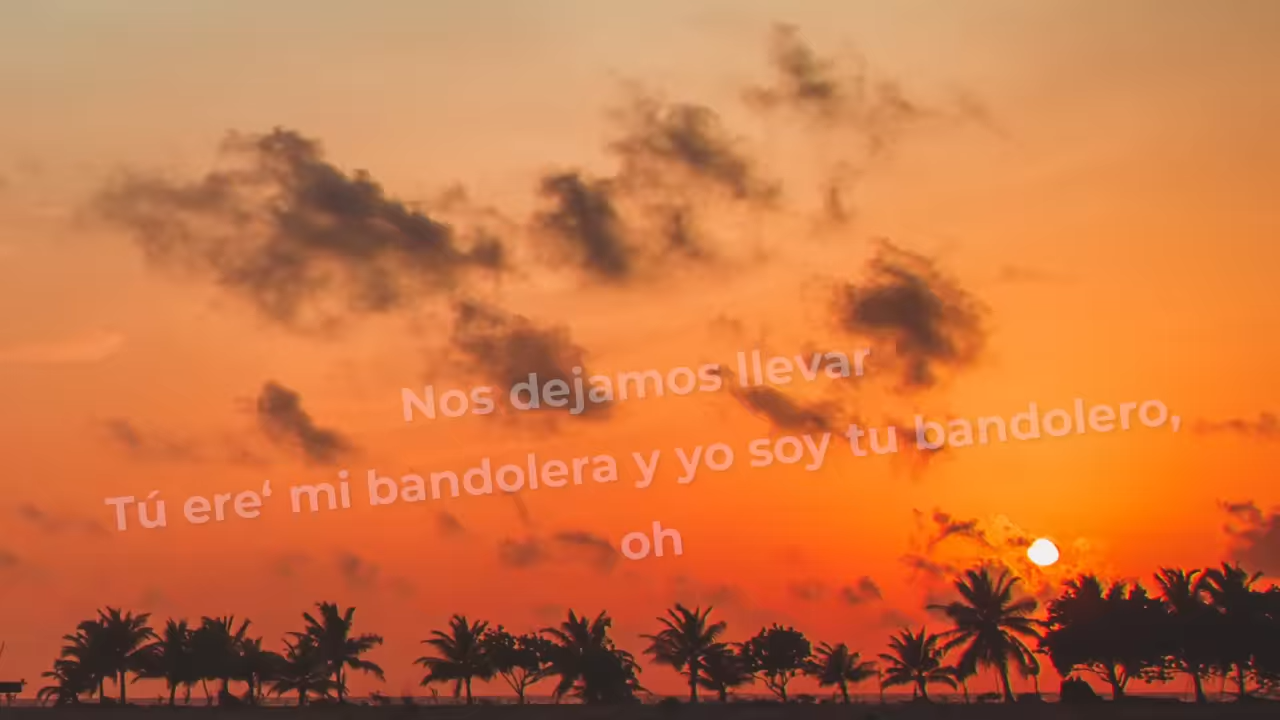 Nos dejamos llevar
Tú ere‘ mi bandolera y yo soy tu bandolero,
oh